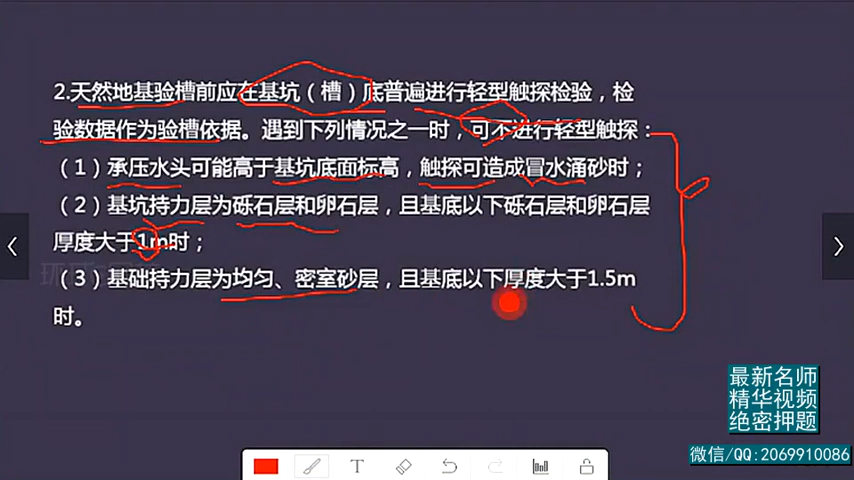 2.天然地基验槽前应在基坑（槽）底普遍进行轻型触探检验，检
验数据作为验槽依据。遇到下列情况之一时，可不进行轻型触探：
（1）承压水头可能高于基坑底面标高，触探可造成冒水涌砂时；
（2）基坑持力层为砾石层和卵石层，且基底以下砾石层和卵石层
厚度大于1m时；
（3）基础持力层为均匀、密室砂层，且基底以下厚度大于1.5m
时。
最新名师
精华视频
绝密押题
微信/QQ:2069910086
T